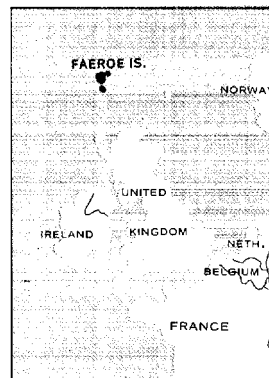 FAEROE IS.
NORWAY
UNITED
IRELAND
KINGDOM
NETH.
BELGIUM
FRANCE